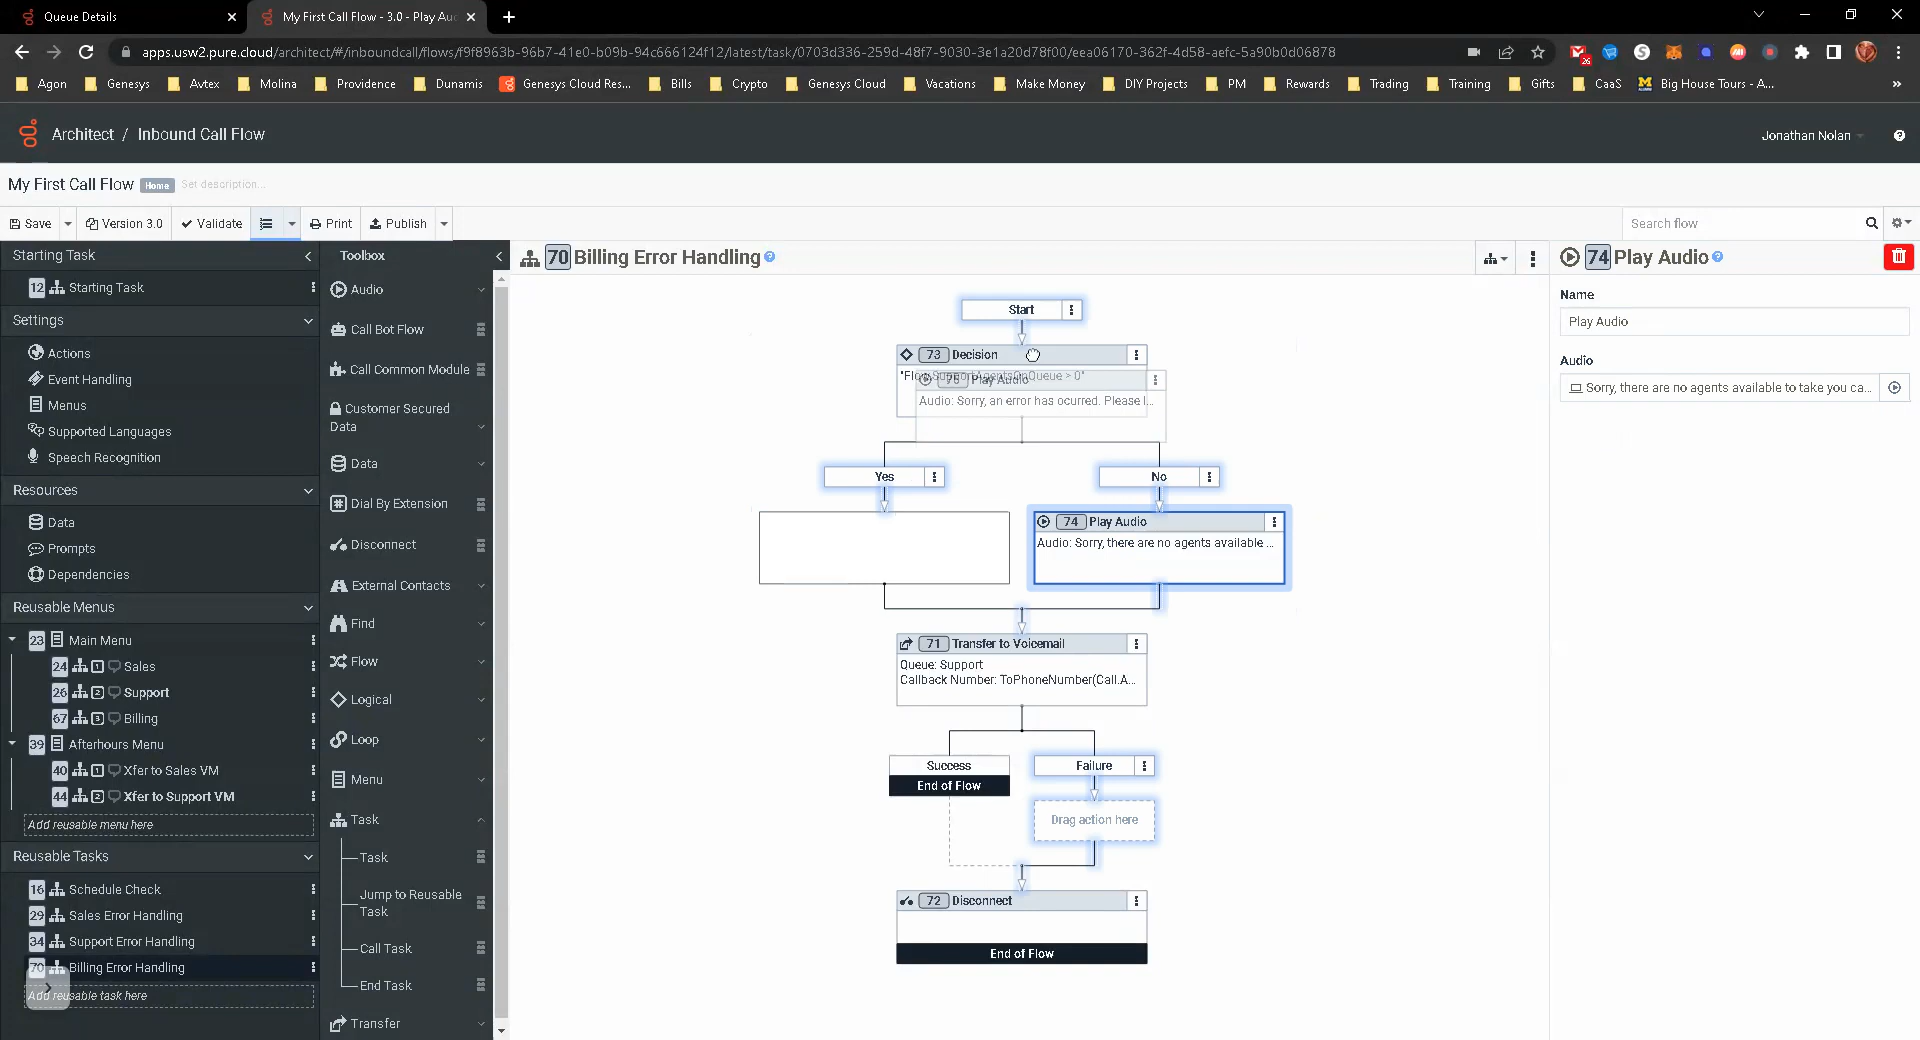 Queue Details
My First Call Flow - 3.0 - Play Au
apps.usw2.pure.cloud/architect/#/inboundcall/flows/f9f8963b-96b7-41e0-b09b-94c666124f12/latest/task/0703d336-259d-48f7-9030-3e1a20d78f00/eea06170-362f-4d58-aefc-5a90b0d06878
26
Agon
Genesys
Avtex
Molina
Providence
Dunamis
Genesys Cloud Res...
Bills
Crypto
Genesys Cloud
Vacations
Make Money
DIY Projects
PM
Rewards
Trading
Training
Gifts
CaaS
Big House Tours - A...
»
Architect / Inbound Call Flow
Jonathan Nolan
My First Call Flow Home Set description...
Save
Version 3.0
Validate
Print
Publish
Search flow
Starting Task
12 Starting Task
Settings
Actions
Event Handling
Menus
Supported Languages
Speech Recognition
Resources
Data
Prompts
Dependencies
Reusable Menus
23 Main Menu
24 1 Sales
26 2 Support
67 3 Billing
39 Afterhours Menu
40 1 Xfer to Sales VM
44 2 Xfer to Support VM
Add reusable menu here
Reusable Tasks
16 Schedule Check
29 Sales Error Handling
34 Support Error Handling
70 Billing Error Handling
Add reusable task here
Toolbox
Audio
Call Bot Flow
Call Common Module
Customer Secured
Data
Data
Dial By Extension
Disconnect
External Contacts
Find
Flow
Logical
Loop
Menu
Task
Task
Jump to Reusable
Task
Call Task
End Task
Transfer
70 Billing Error Handling
Start
73 Decision
"Flow.SupportAgentsOnQueue > 0"
Play Audio
Audio: Sorry, an error has ocurred. Please l...
Yes
No
74 Play Audio
Audio: Sorry, there are no agents available ...
71 Transfer to Voicemail
Queue: Support
Callback Number: ToPhoneNumber(Call.A...
Success
End of Flow
Failure
Drag action here
72 Disconnect
End of Flow
74 Play Audio
Name
Play Audio
Audio
Sorry, there are no agents available to take you ca...